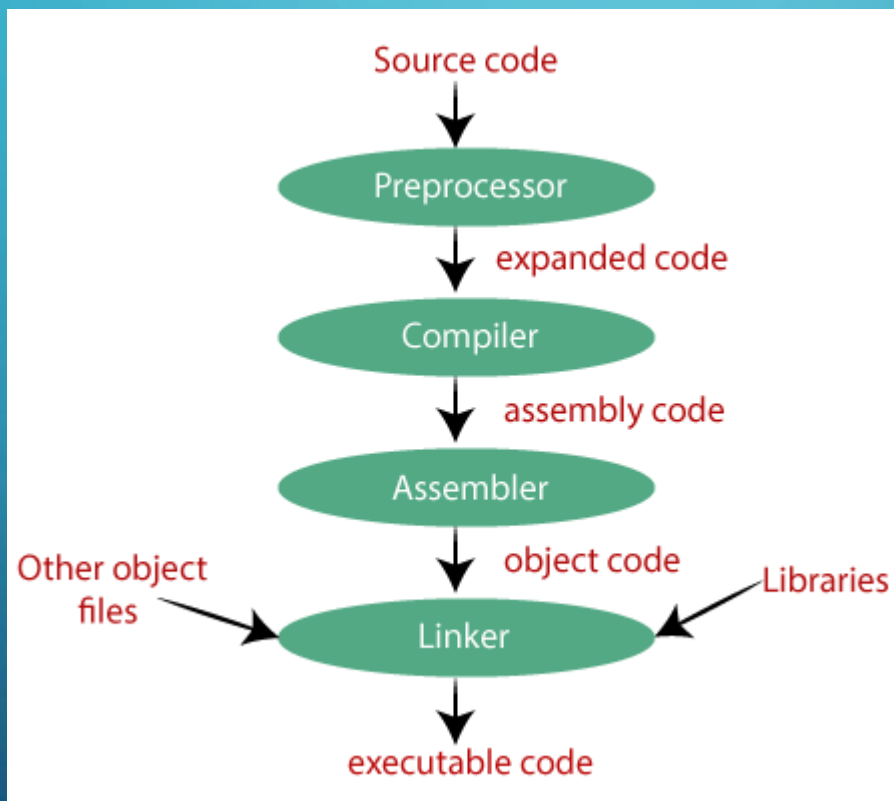 Source code
Preprocessor
expanded code
Compiler
assembly code
Assembler
object code
Other object
files
Libraries
Linker
executable code